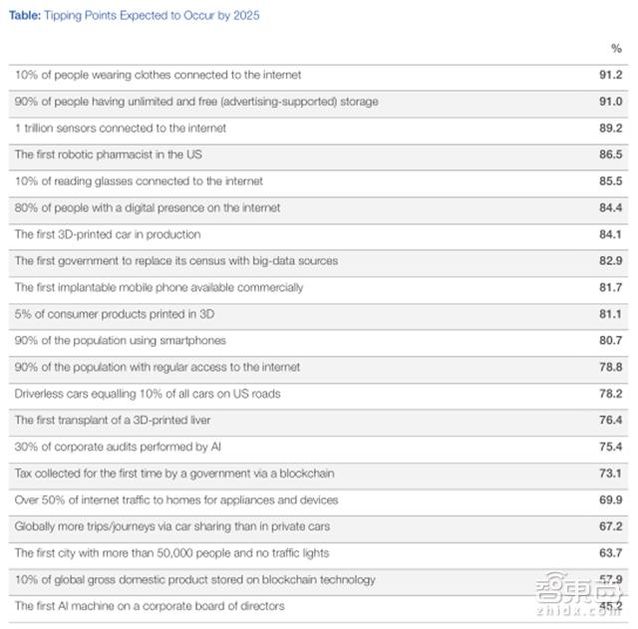 Table: Tipping Points Expected to Occur by 2025
%
10% of people wearing clothes connected to the internet 91.2
90% of people having unlimited and free (advertising-supported) storage 91.0
1 trillion sensors connected to the internet 89.2
The first robotic pharmacist in the US 86.5
10% of reading glasses connected to the internet 85.5
80% of people with a digital presence on the internet 84.4
The first 3D-printed car in production 84.1
The first government to replace its census with big-data sources 82.9
The first implantable mobile phone available commercially 81.7
5% of consumer products printed in 3D 81.1
90% of the population using smartphones 80.7
90% of the population with regular access to the internet 78.8
Driverless cars equalling 10% of all cars on US roads 78.2
The first transplant of a 3D-printed liver 76.4
30% of corporate audits performed by AI 75.4
Tax collected for the first time by a government via a blockchain 73.1
Over 50% of internet traffic to homes for appliances and devices 69.9
Globally more trips/journeys via car sharing than in private cars 67.2
The first city with more than 50,000 people and no traffic lights 63.7
10% of global gross domestic product stored on blockchain technology 57.9
The first AI machine on a corporate board of directors 45.2
智東西
zhidx.com